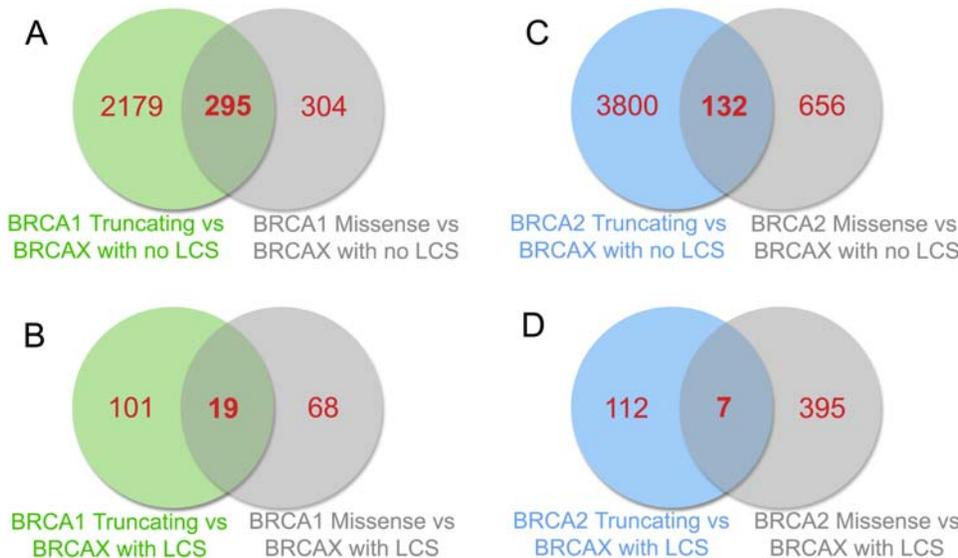 A
2179
295
304
BRCA1 Truncating vs
BRCAX with no LCS
BRCA1 Missense vs
BRCAX with no LCS
C
3800
132
656
BRCA2 Truncating vs
BRCAX with no LCS
BRCA2 Missense vs
BRCAX with no LCS
B
101
19
68
BRCA1 Truncating vs
BRCAX with LCS
BRCA1 Missense vs
BRCAX with LCS
D
112
7
395
BRCA2 Truncating vs
BRCAX with LCS
BRCA2 Missense vs
BRCAX with LCS